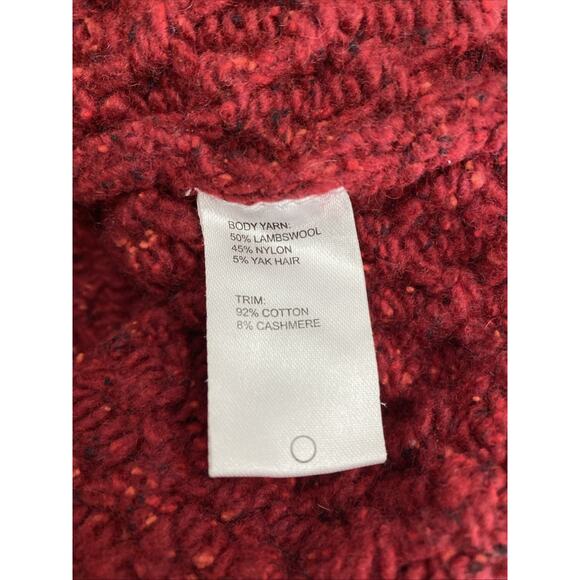 BODY YARN:
50% LAMBSWOOL
45% NYLON
5% YAK HAIR
TRIM:
92% COTTON
8% CASHMERE